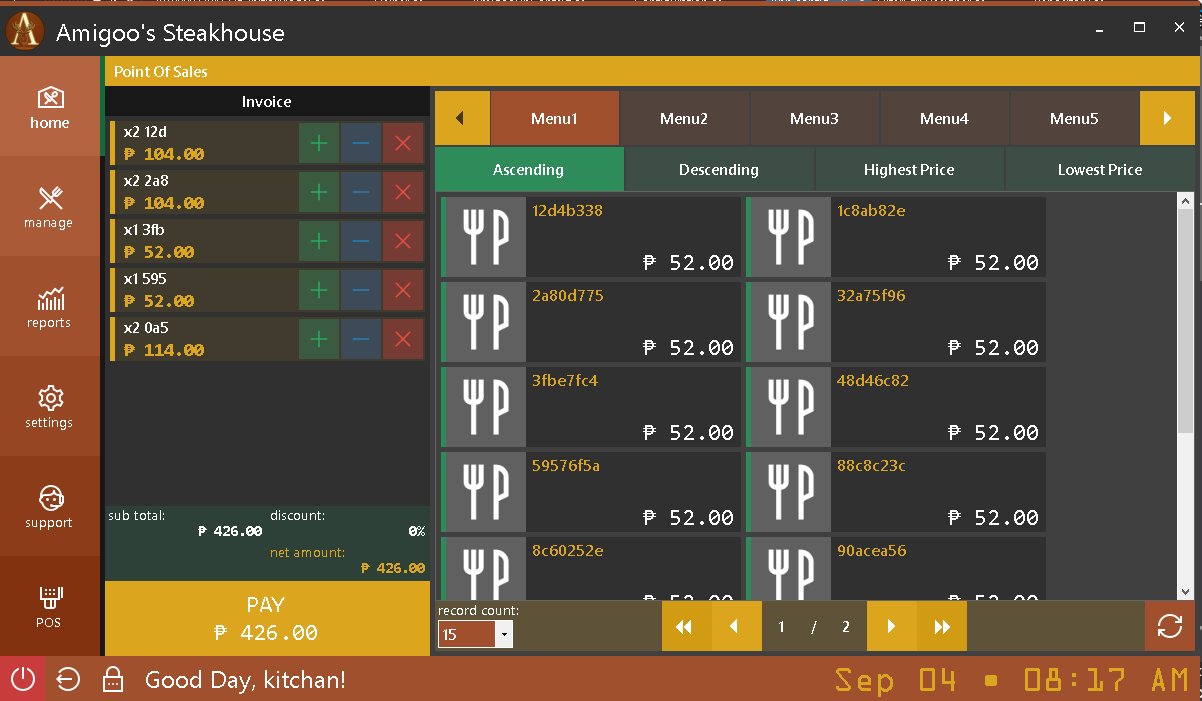 Amigoo's Steakhouse
home
manage
reports
settings
support
POS
Point Of Sales
Invoice
x2 12d
₱ 104.00
x2 2a8
₱ 104.00
x1 3fb
₱ 52.00
x1 595
₱ 52.00
x2 0a5
₱ 114.00
sub total:
₱ 426.00
discount:
0%
net amount:
₱ 426.00
PAY
₱ 426.00
Menu1 Menu2 Menu3 Menu4 Menu5
Ascending Descending Highest Price Lowest Price
12d4b338
₱ 52.00
1c8ab82e
₱ 52.00
2a80d775
₱ 52.00
32a75f96
₱ 52.00
3fbe7fc4
₱ 52.00
48d46c82
₱ 52.00
59576f5a
₱ 52.00
88c8c23c
₱ 52.00
8c60252e
90acea56
record count:
15
1 / 2
Good Day, kitchan!
Sep 04 ▪ 08:17 AM